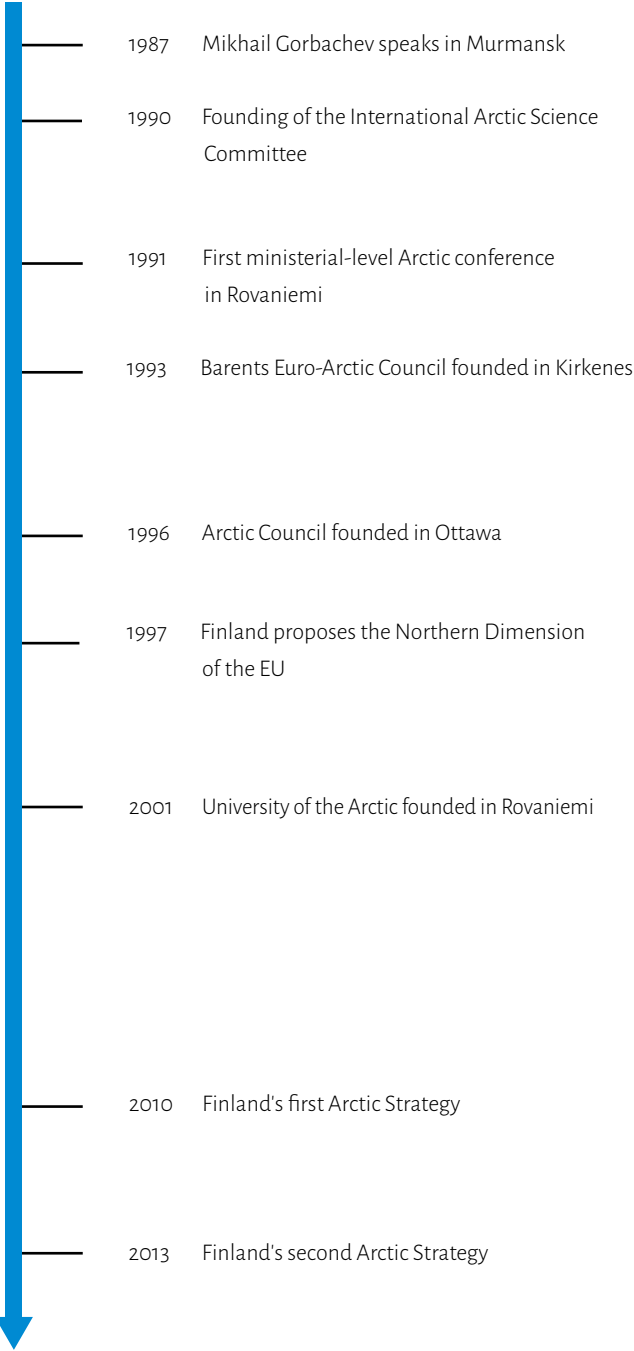 1987 Mikhail Gorbachev speaks in Murmansk
1990 Founding of the International Arctic Science
Committee
1991 First ministerial-level Arctic conference
in Rovaniemi
1993 Barents Euro-Arctic Council founded in Kirkenes
1996 Arctic Council founded in Ottawa
1997 Finland proposes the Northern Dimension
of the EU
2001 University of the Arctic founded in Rovaniemi
2010 Finland's first Arctic Strategy
2013 Finland's second Arctic Strategy